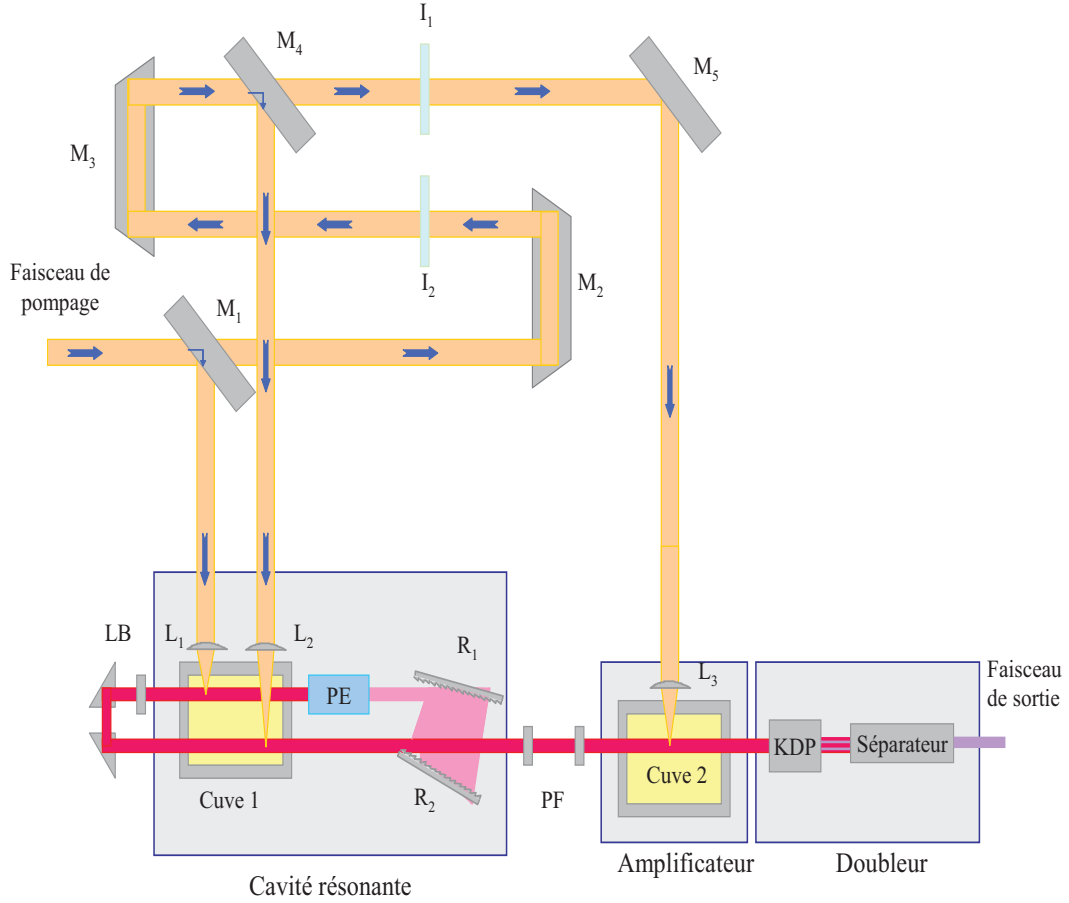 I₁
M₄
M₅
M₃
Faisceau de
pompage
M₁
I₂
M₂
LB
L₁
L₂
R₁
L₃
Faisceau
de sortie
PE
KDP
Séparateur
Cuve 1
R₂
PF
Cuve 2
Amplificateur
Doubleur
Cavité résonante